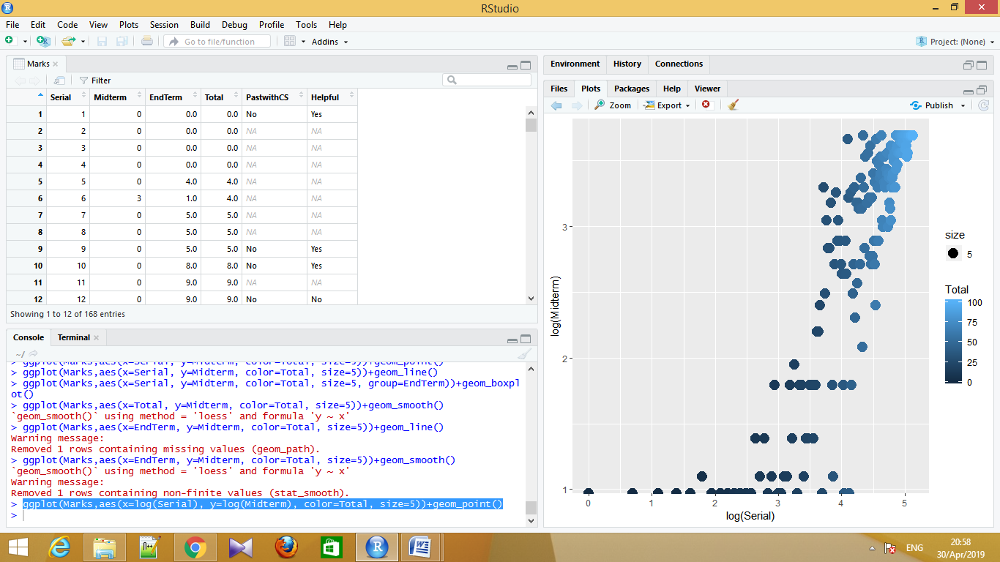 RStudio
File Edit Code View Plots Session Build Debug Profile Tools Help
Go to file/function Addins Project: (None)
Marks
Filter
Serial Midterm EndTerm Total PastwithCS Helpful
1 1 0 0.0 0.0 No Yes
2 2 0 0.0 0.0 NA NA
3 3 0 0.0 0.0 NA NA
4 4 0 0.0 0.0 NA NA
5 5 0 4.0 4.0 NA NA
6 6 3 1.0 4.0 NA NA
7 7 0 5.0 5.0 NA NA
8 8 0 5.0 5.0 NA NA
9 9 0 5.0 5.0 No Yes
10 10 0 8.0 8.0 No Yes
11 11 0 9.0 9.0 NA NA
12 12 0 9.0 9.0 No No
Showing 1 to 12 of 168 entries
Console Terminal
~/
> ggplot(Marks,aes(x=Serial, y=Midterm, color=Total, size=5))+geom_point()
> ggplot(Marks,aes(x=Serial, y=Midterm, color=Total, size=5))+geom_line()
> ggplot(Marks,aes(x=Serial, y=Midterm, color=Total, size=5, group=EndTerm))+geom_boxpl
ot()
> ggplot(Marks,aes(x=Total, y=Midterm, color=Total, size=5))+geom_smooth()
`geom_smooth()` using method = 'loess' and formula 'y ~ x'
> ggplot(Marks,aes(x=EndTerm, y=Midterm, color=Total, size=5))+geom_line()
Warning message:
Removed 1 rows containing missing values (geom_path).
> ggplot(Marks,aes(x=EndTerm, y=Midterm, color=Total, size=5))+geom_smooth()
`geom_smooth()` using method = 'loess' and formula 'y ~ x'
Warning message:
Removed 1 rows containing non-finite values (stat_smooth).
> ggplot(Marks,aes(x=log(Serial), y=log(Midterm), color=Total, size=5))+geom_point()
>
Environment History Connections
Files Plots Packages Help Viewer
Zoom Export Publish
3
2
1
log(Midterm)
0 1 2 3 4 5
log(Serial)
size
5
Total
100
75
50
25
0
ENG
20:58
30/Apr/2019